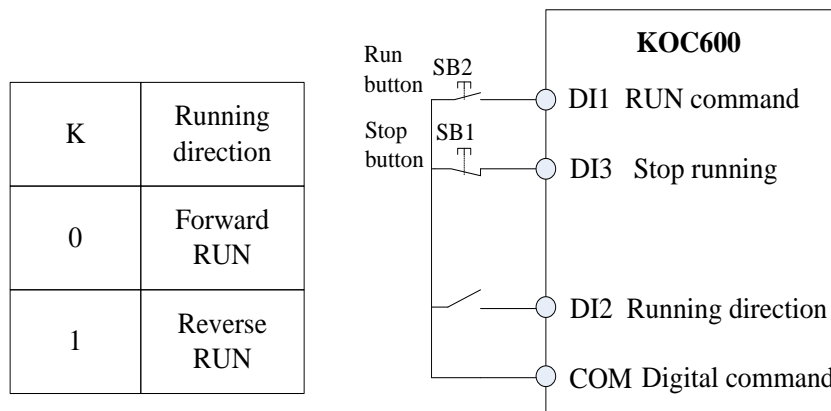 K
Running
direction
0
Forward
RUN
1
Reverse
RUN
KOC600
Run
button
SB2
DI1 RUN command
Stop
button
SB1
DI3 Stop running
DI2 Running direction
COM Digital command